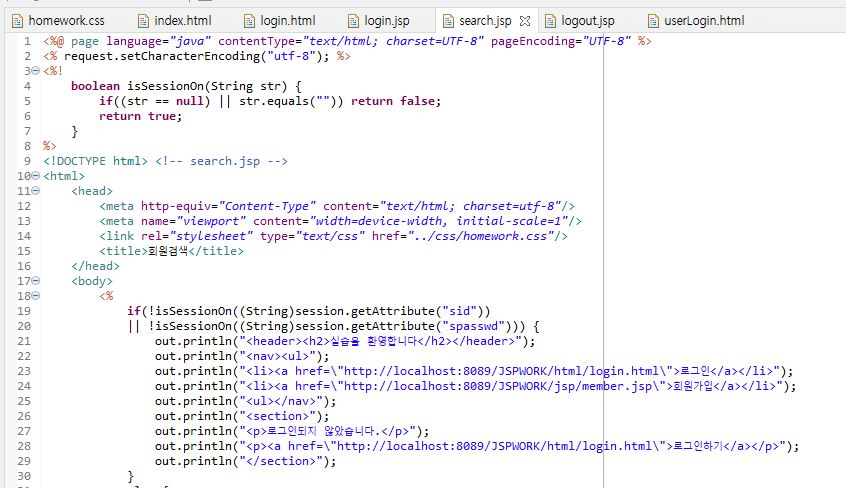 homework.css index.html login.html login.jsp search.jsp logout.jsp userLogin.html
1 <%@ page language="java" contentType="text/html; charset=UTF-8" pageEncoding="UTF-8" %>
2 <% request.setCharacterEncoding("utf-8"); %>
3 <%!
4 boolean isSessionOn(String str) {
5 if((str == null) || str.equals("")) return false;
6 return true;
7 }
8 %>
9 <!DOCTYPE html> <!-- search.jsp -->
10 <html>
11 <head>
12 <meta http-equiv="Content-Type" content="text/html; charset=utf-8"/>
13 <meta name="viewport" content="width=device-width, initial-scale=1"/>
14 <link rel="stylesheet" type="text/css" href="../css/homework.css"/>
15 <title>회원검색</title>
16 </head>
17 <body>
18 <%
19 if(!isSessionOn((String)session.getAttribute("sid"))
20 || !isSessionOn((String)session.getAttribute("spasswd"))) {
21 out.println("<header><h2>실습을 환영합니다</h2></header>");
22 out.println("<nav><ul>");
23 out.println("<li><a href=\"http://localhost:8089/JSPWORK/html/login.html\">로그인</a></li>");
24 out.println("<li><a href=\"http://localhost:8089/JSPWORK/jsp/member.jsp\">회원가입</a></li>");
25 out.println("<ul></nav>");
26 out.println("<section>");
27 out.println("<p>로그인되지 않았습니다.</p>");
28 out.println("<p><a href=\"http://localhost:8089/JSPWORK/html/login.html\">로그인하기</a></p>");
29 out.println("</section>");
30 }